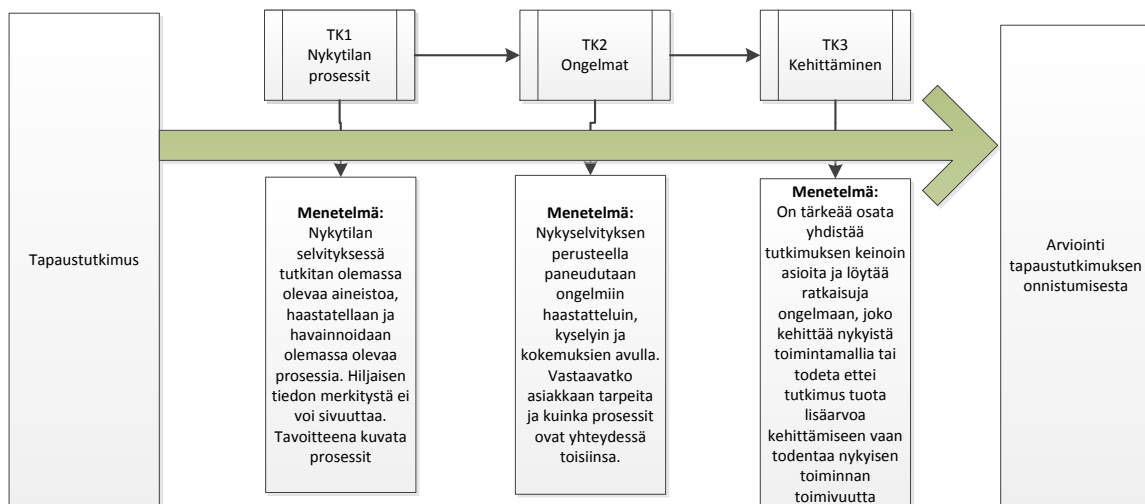 Tapaustutkimus
TK1
Nykytilan
prosessit
TK2
Ongelmat
TK3
Kehittäminen
Menetelmä:
Nykytilan
selvityksessä
tutkitan olemassa
olevaa aineistoa,
haastatellaan ja
havainnoidaan
olemassa olevaa
prosessia. Hiljaisen
tiedon merkitystä ei
voi sivuuttaa.
Tavoitteena kuvata
prosessit
Menetelmä:
Nykyselvityksen
perusteella
paneudutaan
ongelmiin
haastatteluin,
kyselyin ja
kokemuksien avulla.
Vastaavatko
asiakkaan tarpeita
ja kuinka prosessit
ovat yhteydessä
toisiinsa.
Menetelmä:
On tärkeää osata
yhdistää
tutkimuksen keinoin
asioita ja löytää
ratkaisuja
ongelmaan, joko
kehittää nykyistä
toimintamallia tai
todeta ettei
tutkimus tuota
lisäarvoa
kehittämiseen vaan
todentaa nykyisen
toiminnan
toimivuutta
Arviointi
tapaustutkimuksen
onnistumisesta